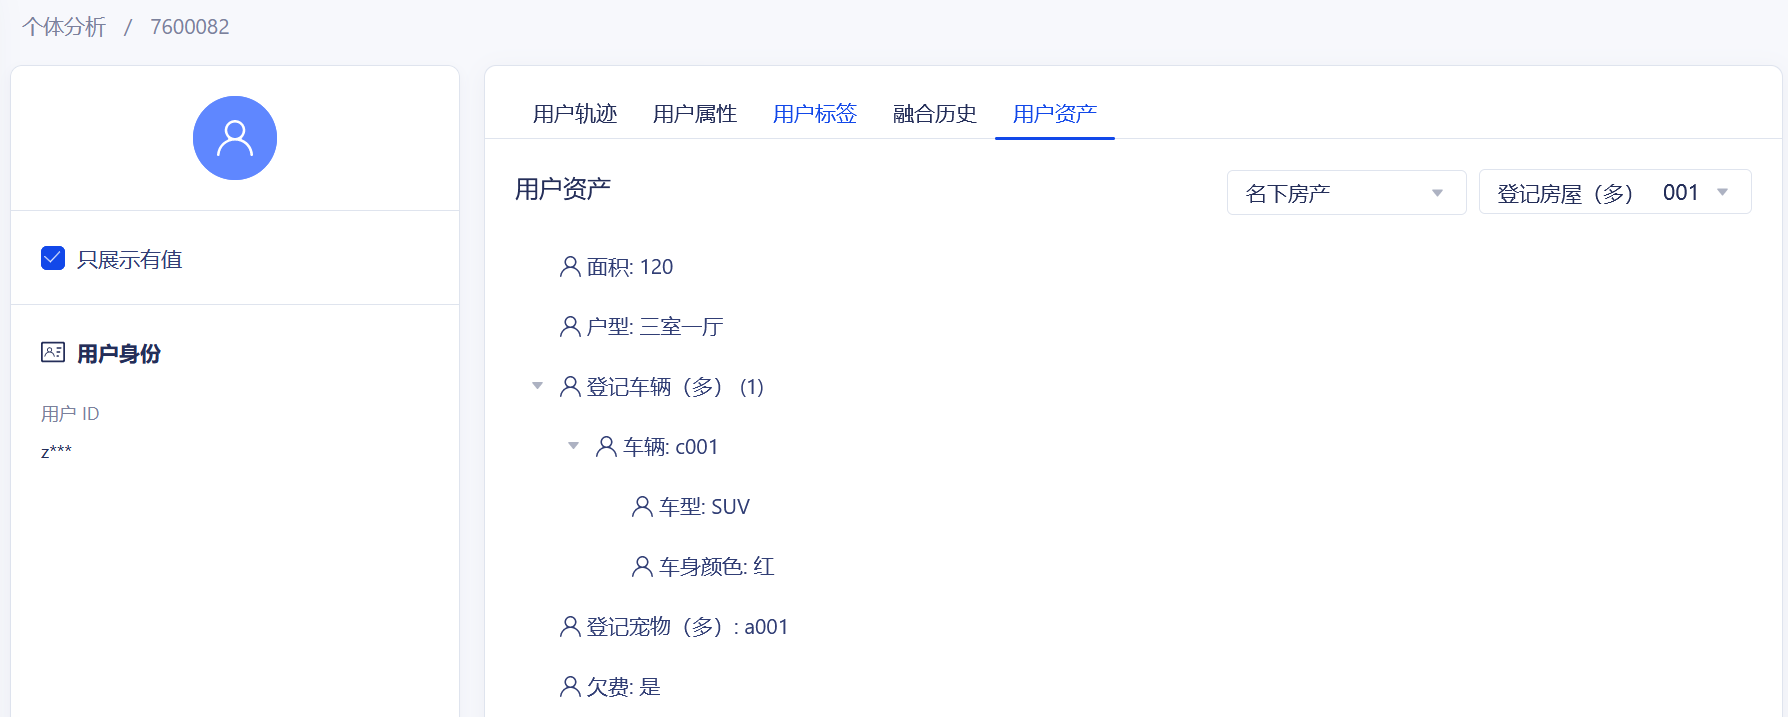 个体分析 / 7600082
只展示有值
用户身份
用户 ID
z***
用户轨迹 用户属性 用户标签 融合历史 用户资产
用户资产
名下房产
登记房屋（多） 001
面积: 120
户型: 三室一厅
登记车辆（多） (1)
车辆: c001
车型: SUV
车身颜色: 红
登记宠物（多）: a001
欠费: 是